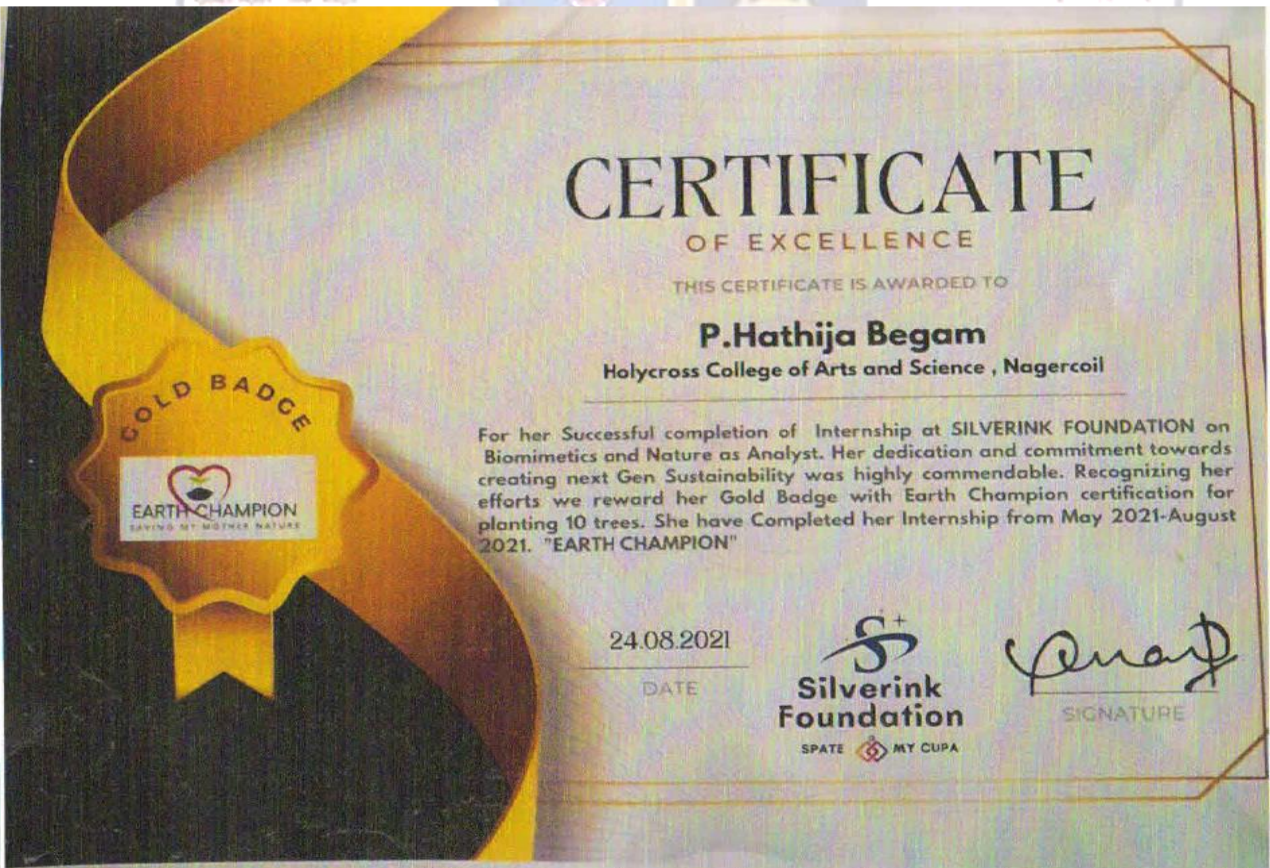 CERTIFICATE
OF EXCELLENCE
THIS CERTIFICATE IS AWARDED TO
P.Hathija Begam
Holycross College of Arts and Science , Nagercoil
For her Successful completion of Internship at SILVERINK FOUNDATION on
Biomimetics and Nature as Analyst. Her dedication and commitment towards
creating next Gen Sustainability was highly commendable. Recognizing her
efforts we reward her Gold Badge with Earth Champion certification for
planting 10 trees. She have Completed her Internship from May 2021-August
2021. "EARTH CHAMPION"
GOLD BADGE
EARTH CHAMPION
SAVING MY MOTHER NATURE
24.08.2021
DATE
S+
Silverink
Foundation
SPATE MY CUPA
SIGNATURE